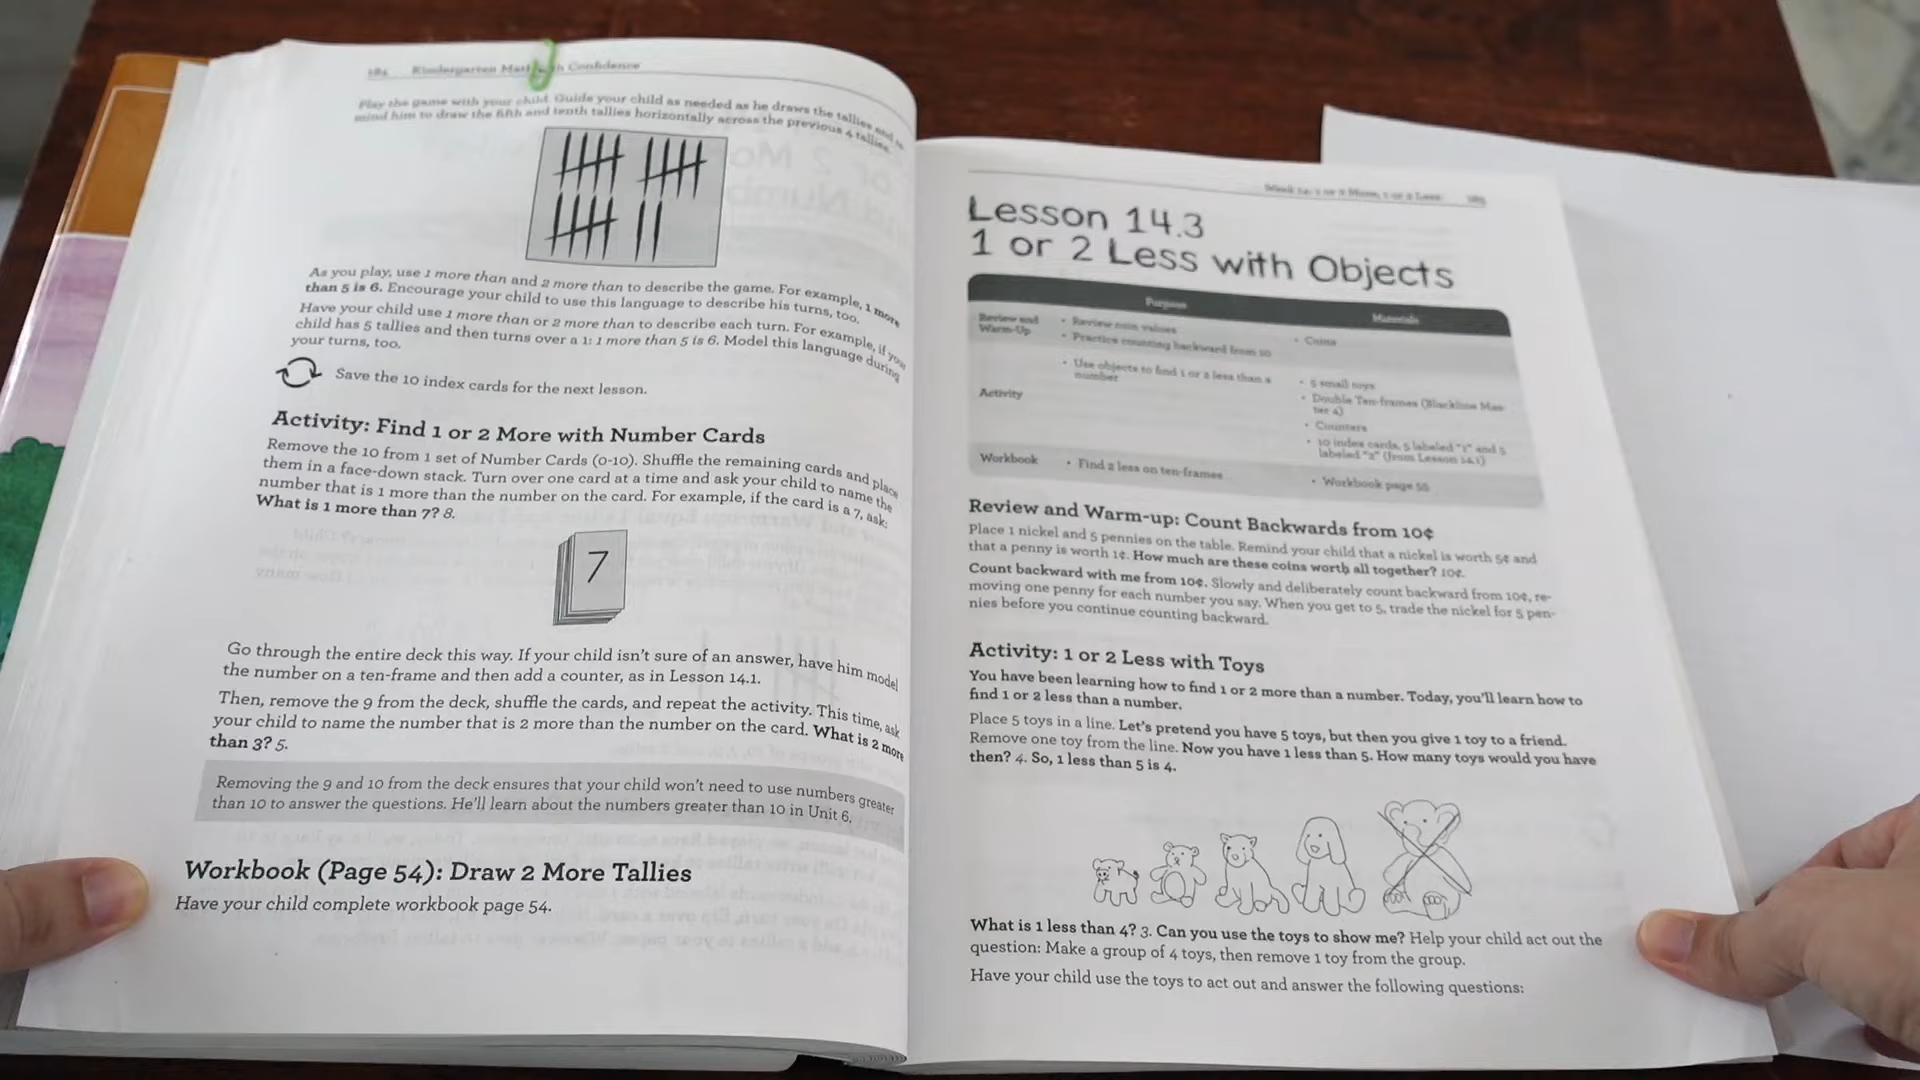 184 Kindergarten Math with Confidence
Play the game with your child. Guide your child as needed as he draws the tallies and re-
mind him to draw the fifth and tenth tallies horizontally across the previous 4 tallies.
As you play, use 1 more than and 2 more than to describe the game. For example, 1 more
than 5 is 6. Encourage your child to use this language to describe his turns, too.
Have your child use 1 more than or 2 more than to describe each turn. For example, if your
child has 5 tallies and then turns over a 1: 1 more than 5 is 6. Model this language during
your turns, too.
Save the 10 index cards for the next lesson.
Activity: Find 1 or 2 More with Number Cards
Remove the 10 from 1 set of Number Cards (0-10). Shuffle the remaining cards and place
them in a face-down stack. Turn over one card at a time and ask your child to name the
number that is 1 more than the number on the card. For example, if the card is a 7, ask:
What is 1 more than 7? 8.
7
Go through the entire deck this way. If your child isn't sure of an answer, have him model
the number on a ten-frame and then add a counter, as in Lesson 14.1.
Then, remove the 9 from the deck, shuffle the cards, and repeat the activity. This time, ask
your child to name the number that is 2 more than the number on the card. What is 2 more
than 3? 5.
Removing the 9 and 10 from the deck ensures that your child won't need to use numbers greater
than 10 to answer the questions. He'll learn about the numbers greater than 10 in Unit 6.
Workbook (Page 54): Draw 2 More Tallies
Have your child complete workbook page 54.
Week 14: 1 or 2 More, 1 or 2 Less 185
Lesson 14.3
1 or 2 Less with Objects
Purpose Materials
Review and
Warm-Up
• Review coin values
• Practice counting backward from 10
• Coins
Activity
• Use objects to find 1 or 2 less than a
number
• 5 small toys
• Double Ten-frames (Blackline Mas-
ter 4)
• Counters
• 10 index cards, 5 labeled "1" and 5
labeled "2" (from Lesson 14.1)
Workbook • Find 2 less on ten-frames • Workbook page 55
Review and Warm-up: Count Backwards from 10¢
Place 1 nickel and 5 pennies on the table. Remind your child that a nickel is worth 5¢ and
that a penny is worth 1¢. How much are these coins worth all together? 10¢.
Count backward with me from 10¢. Slowly and deliberately count backward from 10¢, re-
moving one penny for each number you say. When you get to 5, trade the nickel for 5 pen-
nies before you continue counting backward.
Activity: 1 or 2 Less with Toys
You have been learning how to find 1 or 2 more than a number. Today, you'll learn how to
find 1 or 2 less than a number.
Place 5 toys in a line. Let's pretend you have 5 toys, but then you give 1 toy to a friend.
Remove one toy from the line. Now you have 1 less than 5. How many toys would you have
then? 4. So, 1 less than 5 is 4.
What is 1 less than 4? 3. Can you use the toys to show me? Help your child act out the
question: Make a group of 4 toys, then remove 1 toy from the group.
Have your child use the toys to act out and answer the following questions: